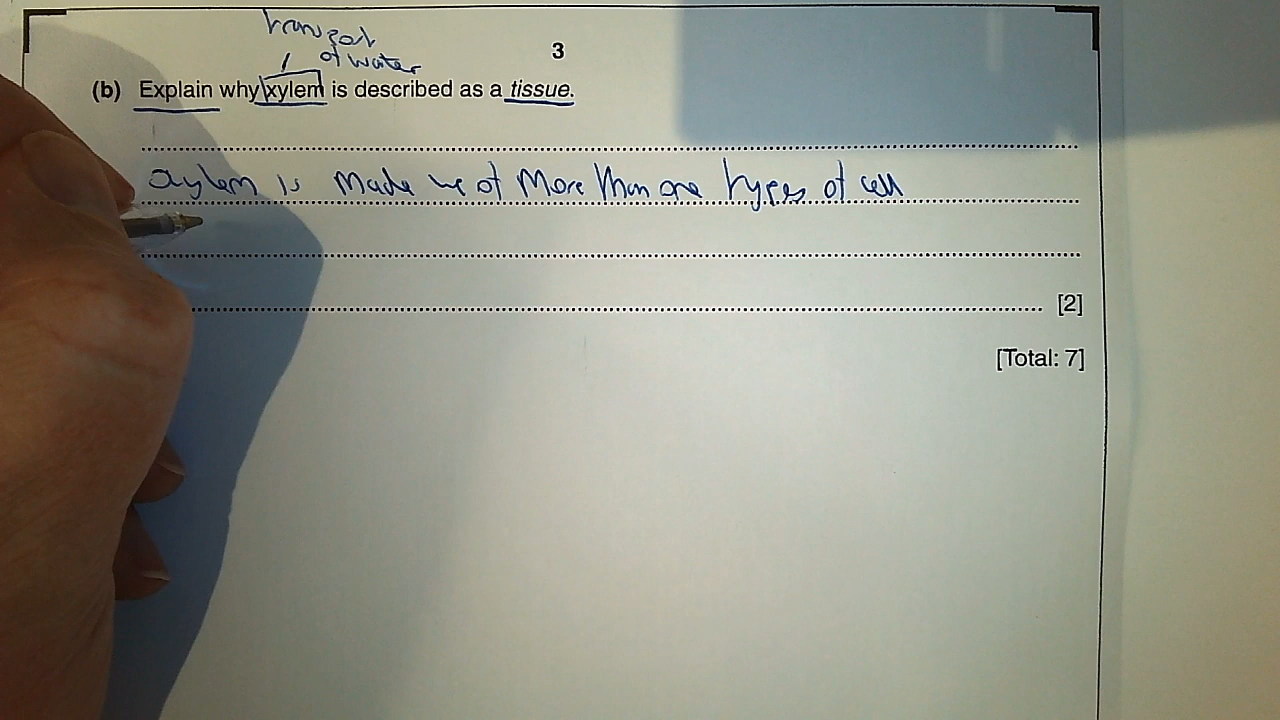 transport
of water
3
(b) Explain why xylem is described as a tissue.
xylem is made up of more than one types of cell
[2]
[Total: 7]